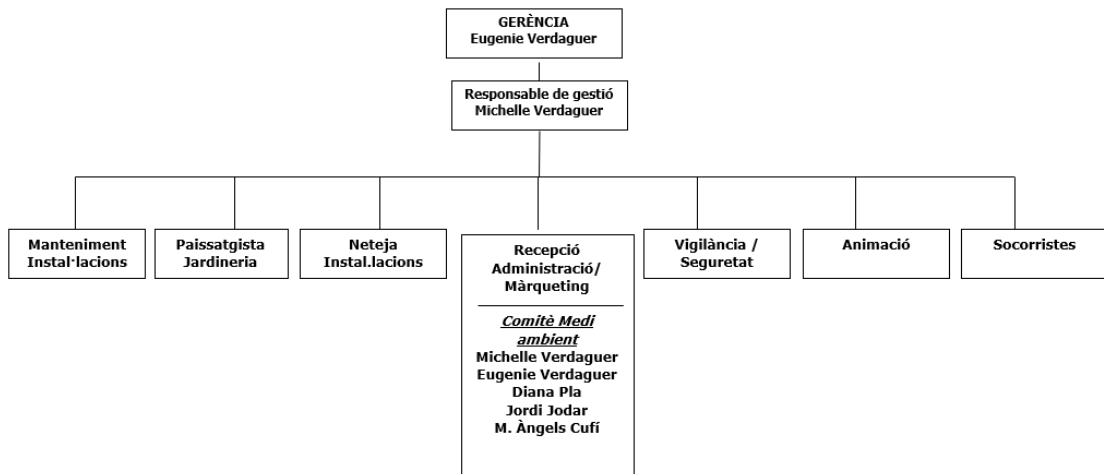 GERÈNCIA
Eugenie Verdaguer
Responsable de gestió
Michelle Verdaguer
Manteniment
Instal·lacions
Paissatgista
Jardineria
Neteja
Instal.lacions
Recepció
Administració/
Màrqueting
Comitè Medi
ambient
Michelle Verdaguer
Eugenie Verdaguer
Diana Pla
Jordi Jodar
M. Àngels Cufí
Vigilància /
Seguretat
Animació
Socorristes